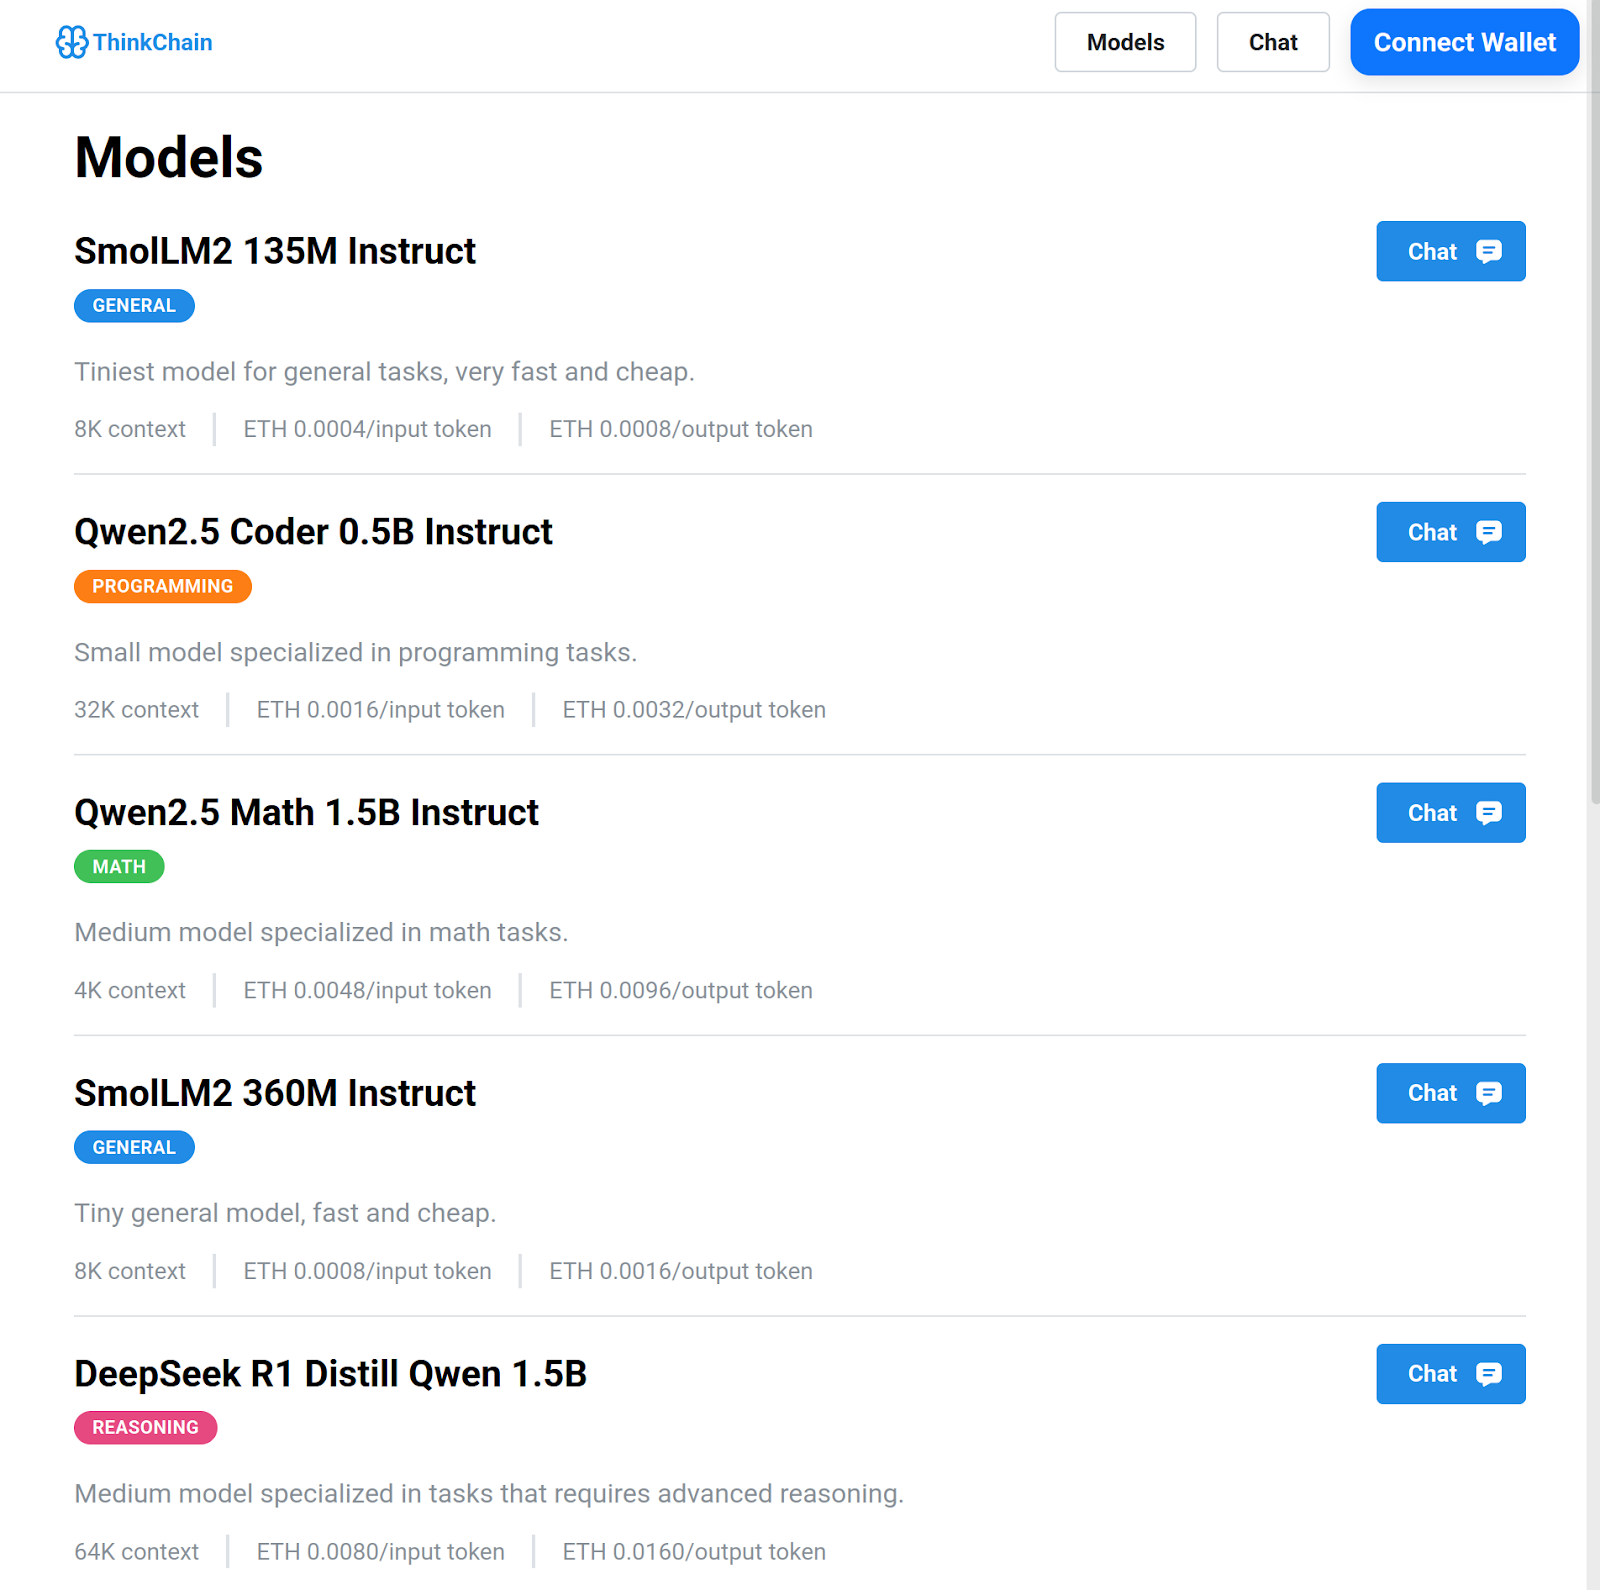 ThinkChain
Models
Chat
Connect Wallet
Models
SmolLM2 135M Instruct
Chat
GENERAL
Tiniest model for general tasks, very fast and cheap.
8K context
ETH 0.0004/input token
ETH 0.0008/output token
Qwen2.5 Coder 0.5B Instruct
Chat
PROGRAMMING
Small model specialized in programming tasks.
32K context
ETH 0.0016/input token
ETH 0.0032/output token
Qwen2.5 Math 1.5B Instruct
Chat
MATH
Medium model specialized in math tasks.
4K context
ETH 0.0048/input token
ETH 0.0096/output token
SmolLM2 360M Instruct
Chat
GENERAL
Tiny general model, fast and cheap.
8K context
ETH 0.0008/input token
ETH 0.0016/output token
DeepSeek R1 Distill Qwen 1.5B
Chat
REASONING
Medium model specialized in tasks that requires advanced reasoning.
64K context
ETH 0.0080/input token
ETH 0.0160/output token